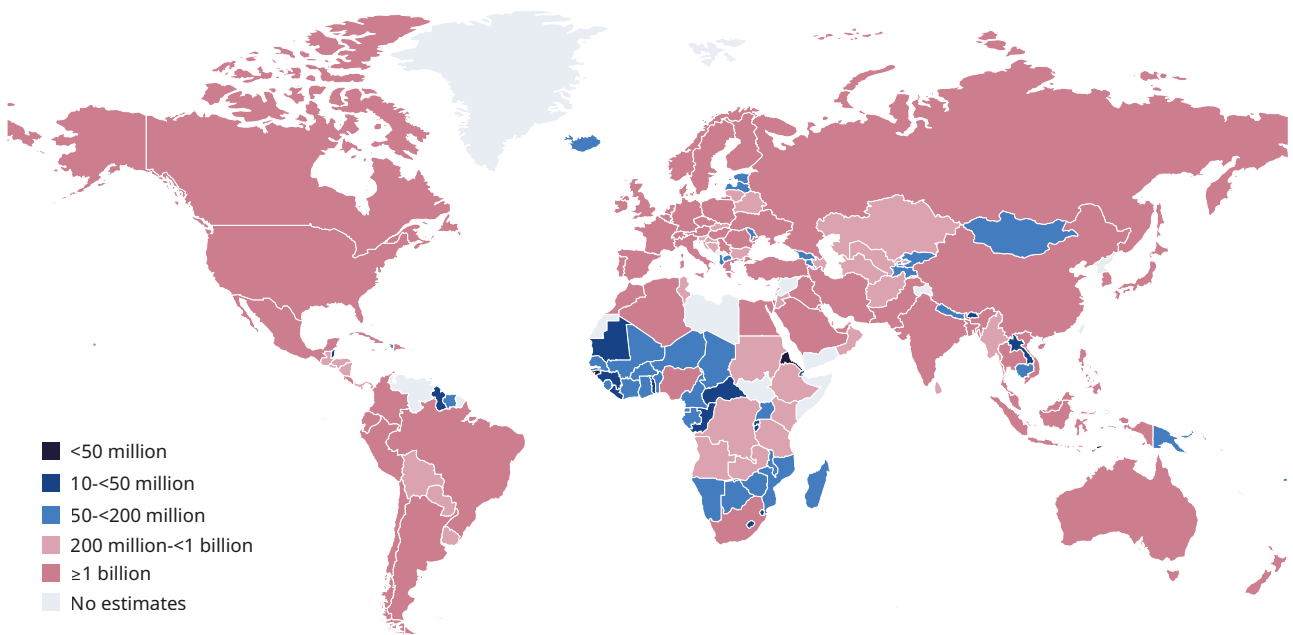 <50 million
10-<50 million
50-<200 million
200 million-<1 billion
≥1 billion
No estimates